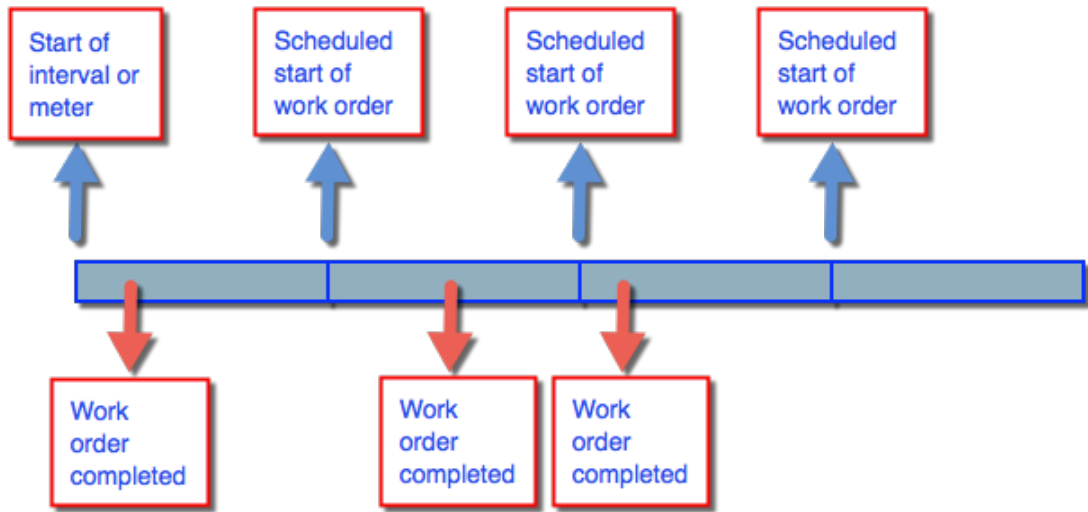 Start of
interval or
meter
Scheduled
start of
work order
Scheduled
start of
work order
Scheduled
start of
work order
Work
order
completed
Work
order
completed
Work
order
completed